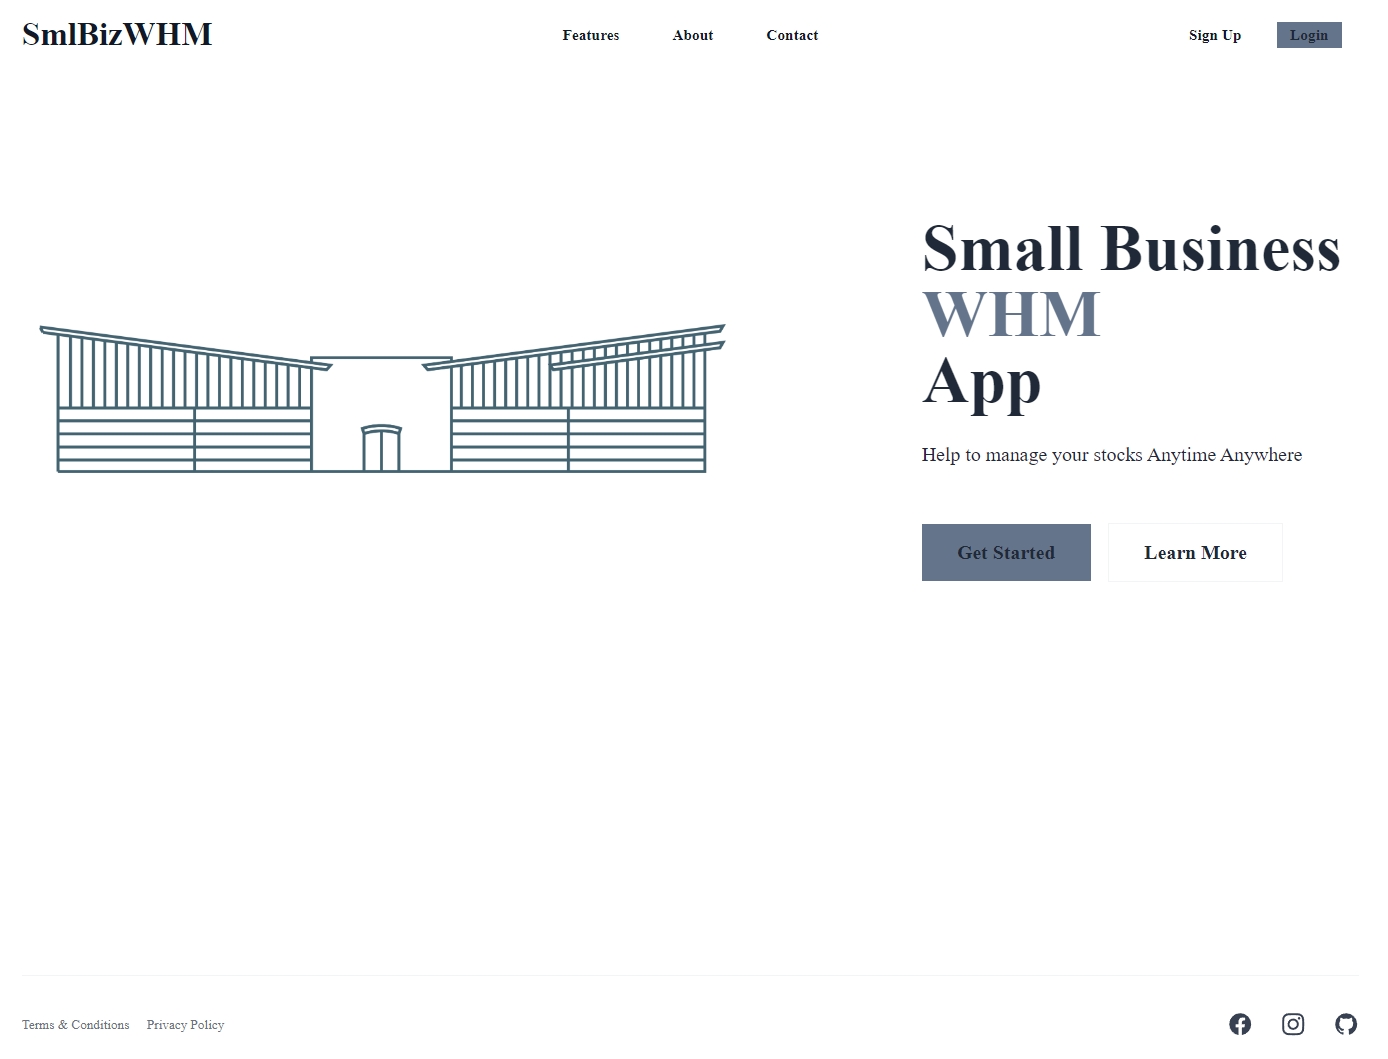 SmlBizWHM
Features
About
Contact
Sign Up
Login
Small Business
WHM
App
Help to manage your stocks Anytime Anywhere
Get Started
Learn More
Terms & Conditions
Privacy Policy